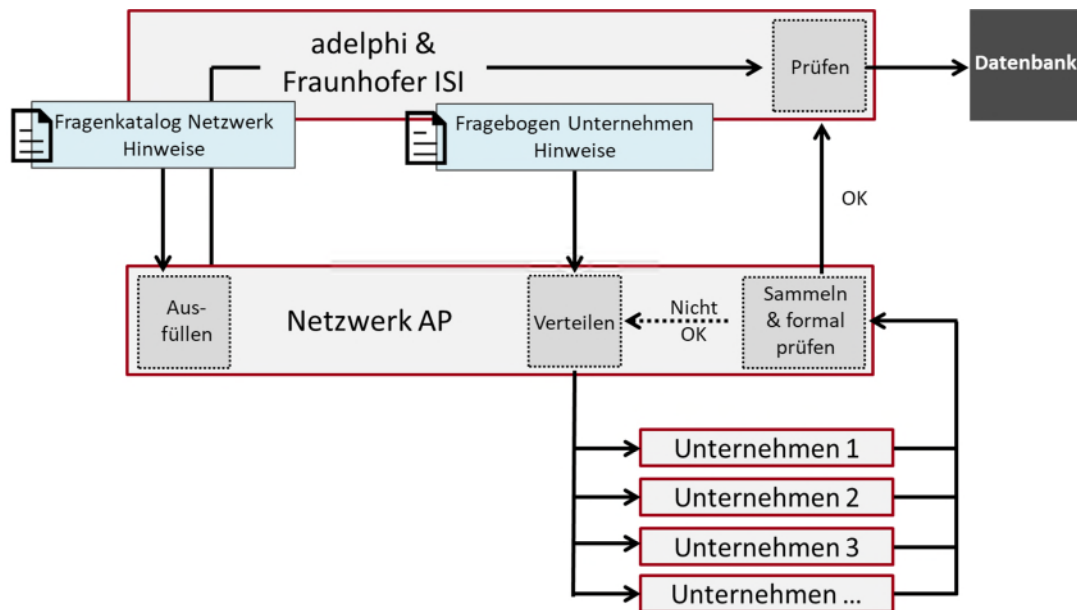 adelphi &
Fraunhofer ISI
Prüfen
Datenbank
Fragenkatalog Netzwerk
Hinweise
Fragebogen Unternehmen
Hinweise
OK
Aus-
füllen
Netzwerk AP
Verteilen
Nicht
OK
Sammeln
& formal
prüfen
Unternehmen 1
Unternehmen 2
Unternehmen 3
Unternehmen ...